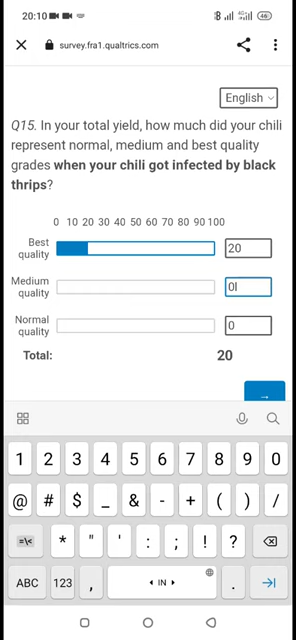 20:10 46
survey.fra1.qualtrics.com
English
Q15. In your total yield, how much did your chili
represent normal, medium and best quality
grades when your chili got infected by black
thrips?
0 10 20 30 40 50 60 70 80 90 100
Best
quality 20
Medium
quality 0
Normal
quality 0
Total: 20
→
1 2 3 4 5 6 7 8 9 0
@ # $ _ & - + ( ) /
=\< * " ' : ; ! ?
ABC 123 , IN .